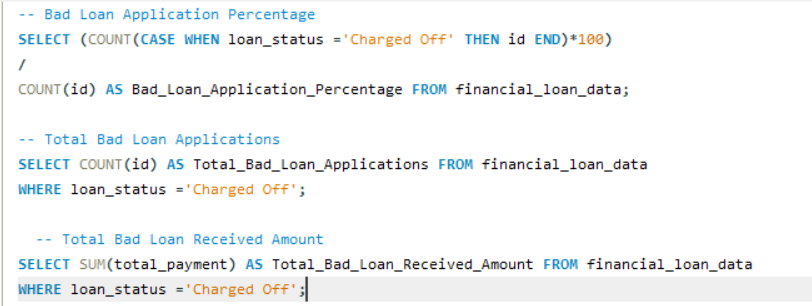 -- Bad Loan Application Percentage
SELECT (COUNT(CASE WHEN loan_status ='Charged Off' THEN id END)*100)
/
COUNT(id) AS Bad_Loan_Application_Percentage FROM financial_loan_data;

-- Total Bad Loan Applications
SELECT COUNT(id) AS Total_Bad_Loan_Applications FROM financial_loan_data
WHERE loan_status ='Charged Off';

-- Total Bad Loan Received Amount
SELECT SUM(total_payment) AS Total_Bad_Loan_Received_Amount FROM financial_loan_data
WHERE loan_status ='Charged Off';